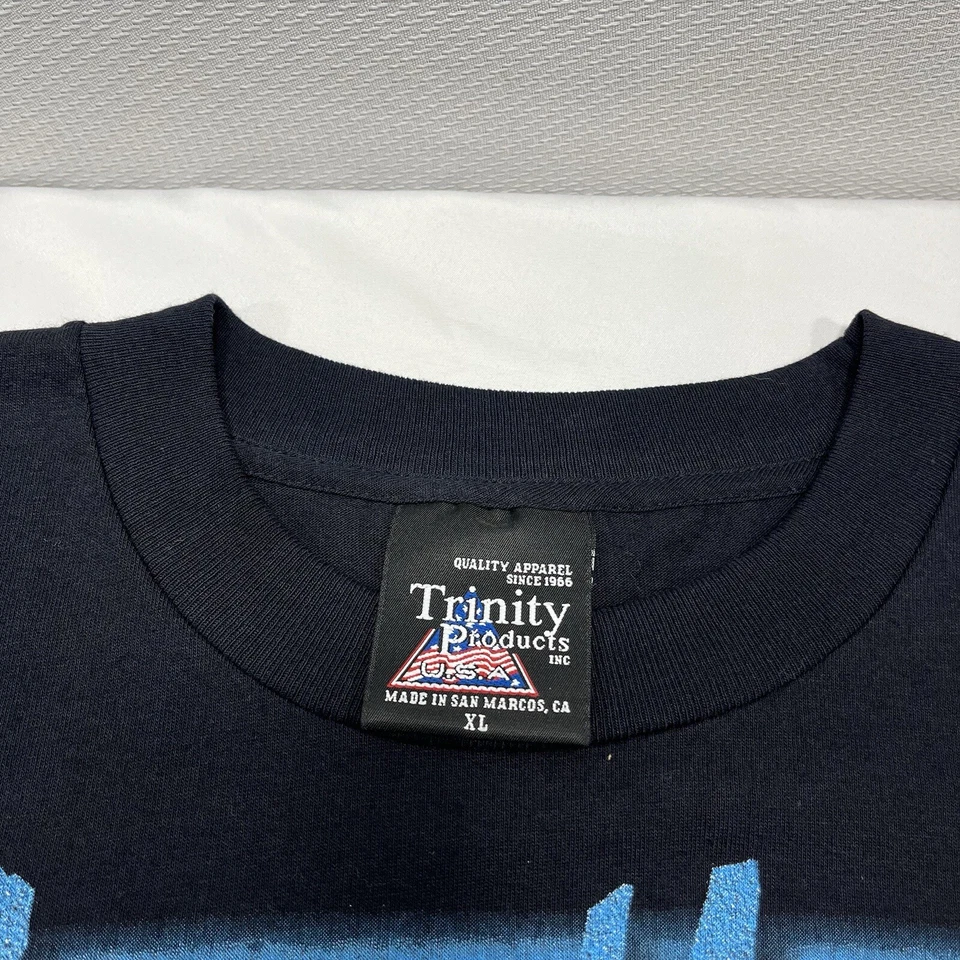 QUALITY APPAREL
SINCE 1966
Trinity
Products
INC
U.S.A
MADE IN SAN MARCOS, CA
XL